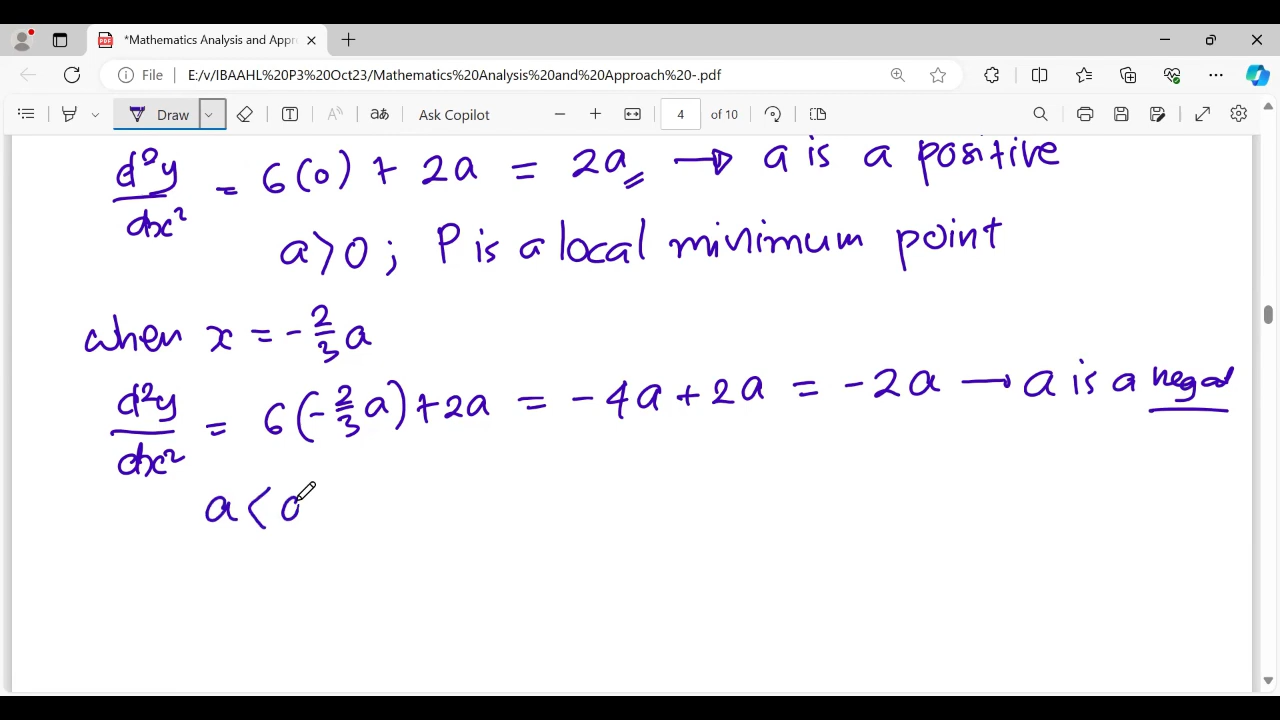 *Mathematics Analysis and Appr
File E:/v/IBAAHL%20P3%20Oct23/Mathematics%20Analysis%20and%20Approach%20-.pdf
Draw Ask Copilot 4 of 10
d²y/dx² = 6(0) + 2a = 2a → a is a positive
a > 0 ; P is a local minimum point
when x = -2/3 a
d²y/dx² = 6(-2/3 a) + 2a = -4a + 2a = -2a → a is a negat
a < 0